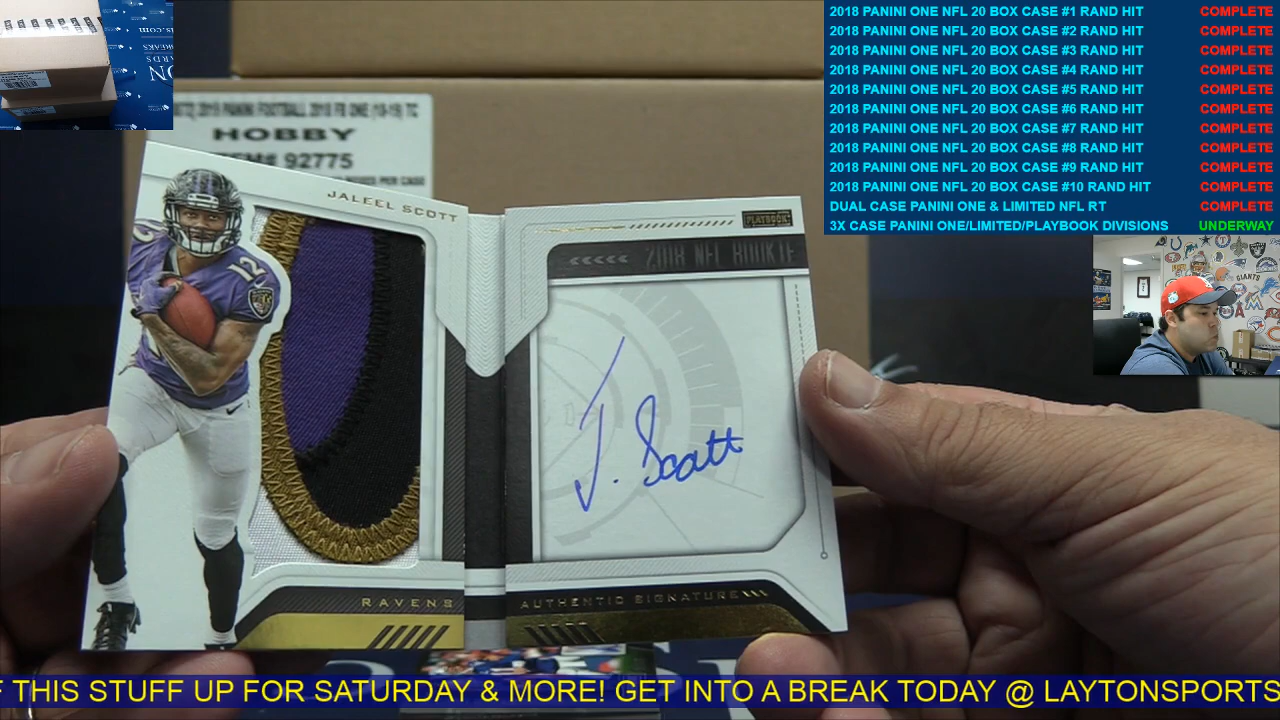 2018 PANINI ONE NFL 20 BOX CASE #1 RAND HIT COMPLETE
2018 PANINI ONE NFL 20 BOX CASE #2 RAND HIT COMPLETE
2018 PANINI ONE NFL 20 BOX CASE #3 RAND HIT COMPLETE
2018 PANINI ONE NFL 20 BOX CASE #4 RAND HIT COMPLETE
2018 PANINI ONE NFL 20 BOX CASE #5 RAND HIT COMPLETE
2018 PANINI ONE NFL 20 BOX CASE #6 RAND HIT COMPLETE
2018 PANINI ONE NFL 20 BOX CASE #7 RAND HIT COMPLETE
2018 PANINI ONE NFL 20 BOX CASE #8 RAND HIT COMPLETE
2018 PANINI ONE NFL 20 BOX CASE #9 RAND HIT COMPLETE
2018 PANINI ONE NFL 20 BOX CASE #10 RAND HIT COMPLETE
DUAL CASE PANINI ONE & LIMITED NFL RT COMPLETE
3X CASE PANINI ONE/LIMITED/PLAYBOOK DIVISIONS UNDERWAY
HOBBY
92775
JALEEL SCOTT
12
RAVENS
PLAYBOOK
2018 NFL ROOKIE
J. Scott
AUTHENTIC SIGNATURE
GIANTS
F THIS STUFF UP FOR SATURDAY & MORE! GET INTO A BREAK TODAY @ LAYTONSPORTS